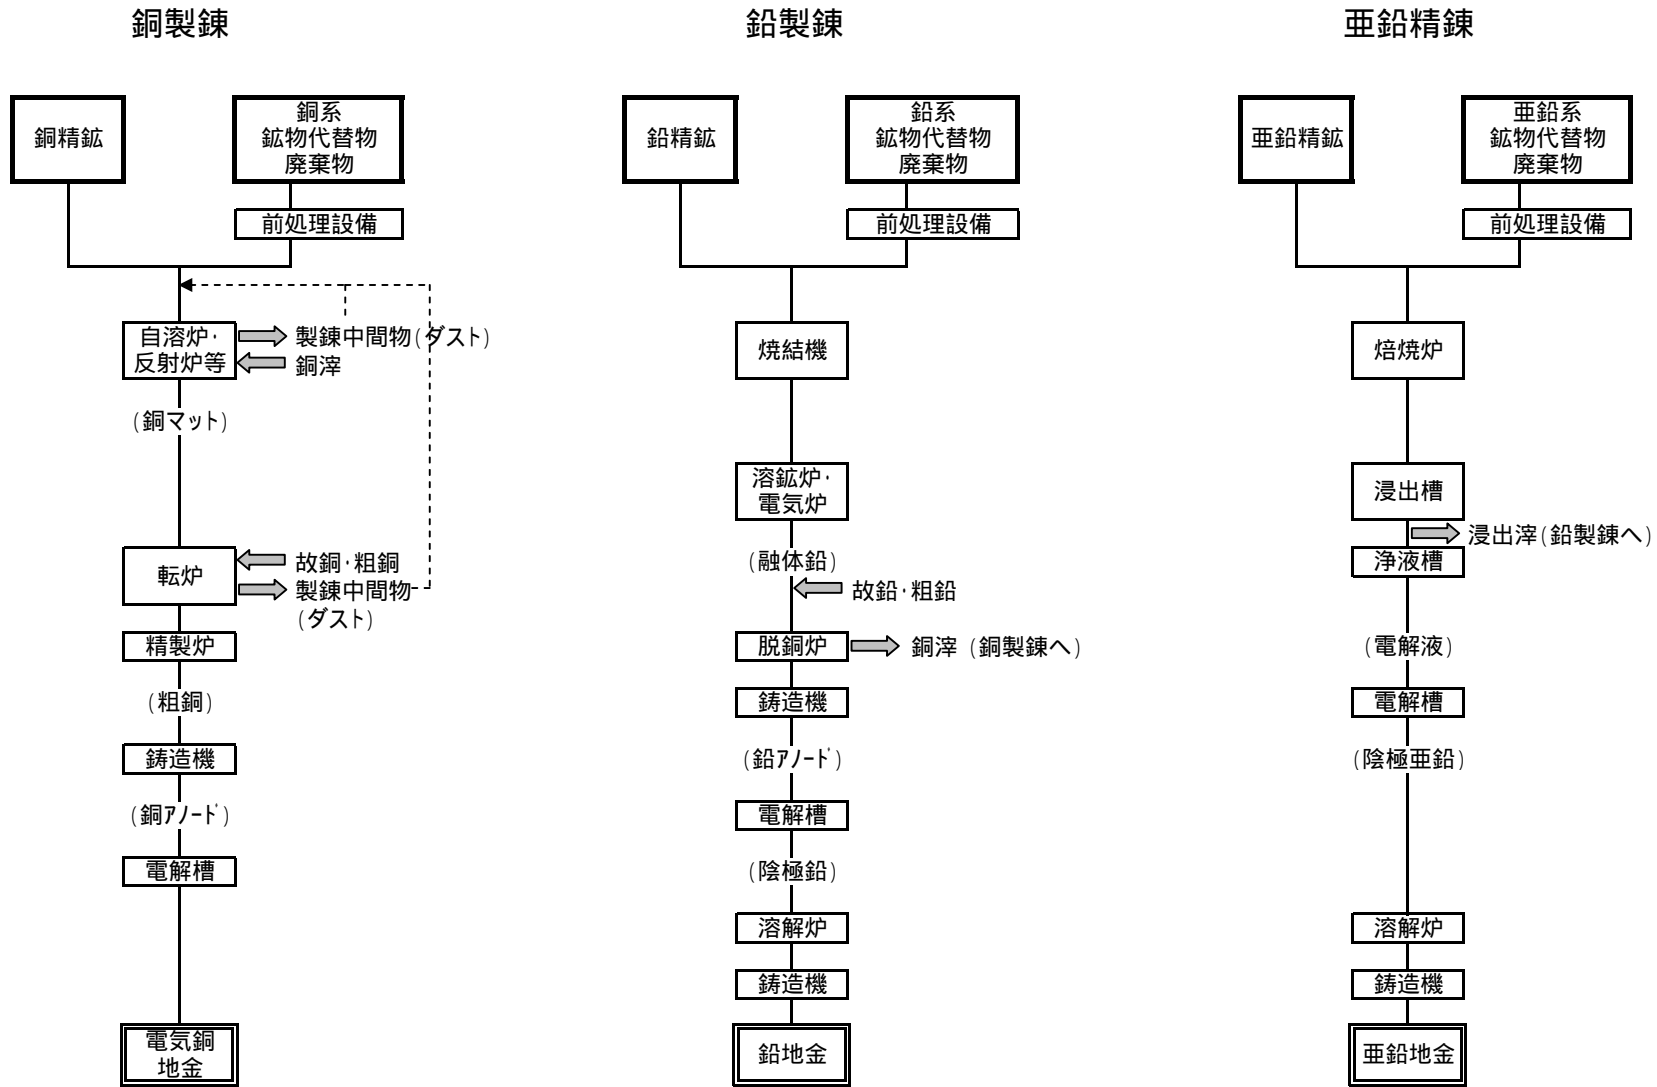 銅製錬
銅精鉱
銅系
鉱物代替物
廃棄物
前処理設備
自溶炉・
反射炉等
製錬中間物(ダスト)
銅滓
(銅マット)
転炉
故銅・粗銅
製錬中間物
(ダスト)
精製炉
(粗銅)
鋳造機
(銅ｱﾉｰﾄﾞ)
電解槽
電気銅
地金
鉛製錬
鉛精鉱
鉛系
鉱物代替物
廃棄物
前処理設備
焼結機
溶鉱炉・
電気炉
(融体鉛)
故鉛・粗鉛
脱銅炉
銅滓 (銅製錬へ)
鋳造機
(鉛ｱﾉｰﾄﾞ)
電解槽
(陰極鉛)
溶解炉
鋳造機
鉛地金
亜鉛精錬
亜鉛精鉱
亜鉛系
鉱物代替物
廃棄物
前処理設備
焙焼炉
浸出槽
浸出滓(鉛製錬へ)
浄液槽
(電解液)
電解槽
(陰極亜鉛)
溶解炉
鋳造機
亜鉛地金